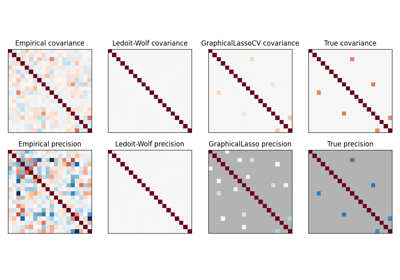 Empirical covariance
Ledoit-Wolf covariance
GraphicalLassoCV covariance
True covariance
Empirical precision
Ledoit-Wolf precision
GraphicalLasso precision
True precision